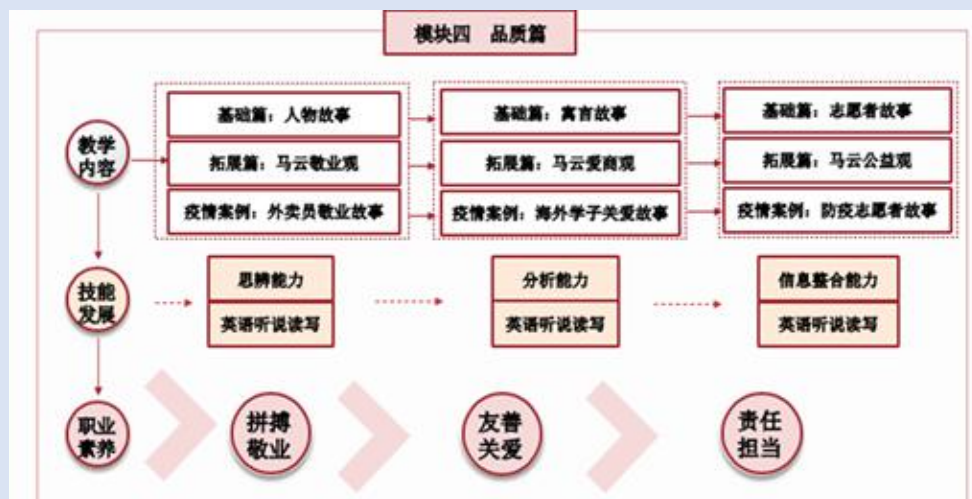 模块四 品质篇
教学
内容
基础篇：人物故事
拓展篇：马云敬业观
疫情案例：外卖员敬业故事
基础篇：寓言故事
拓展篇：马云爱商观
疫情案例：海外学子关爱故事
基础篇：志愿者故事
拓展篇：马云公益观
疫情案例：防疫志愿者故事
技能
发展
思辨能力
英语听说读写
分析能力
英语听说读写
信息整合能力
英语听说读写
职业
素养
拼搏
敬业
友善
关爱
责任
担当